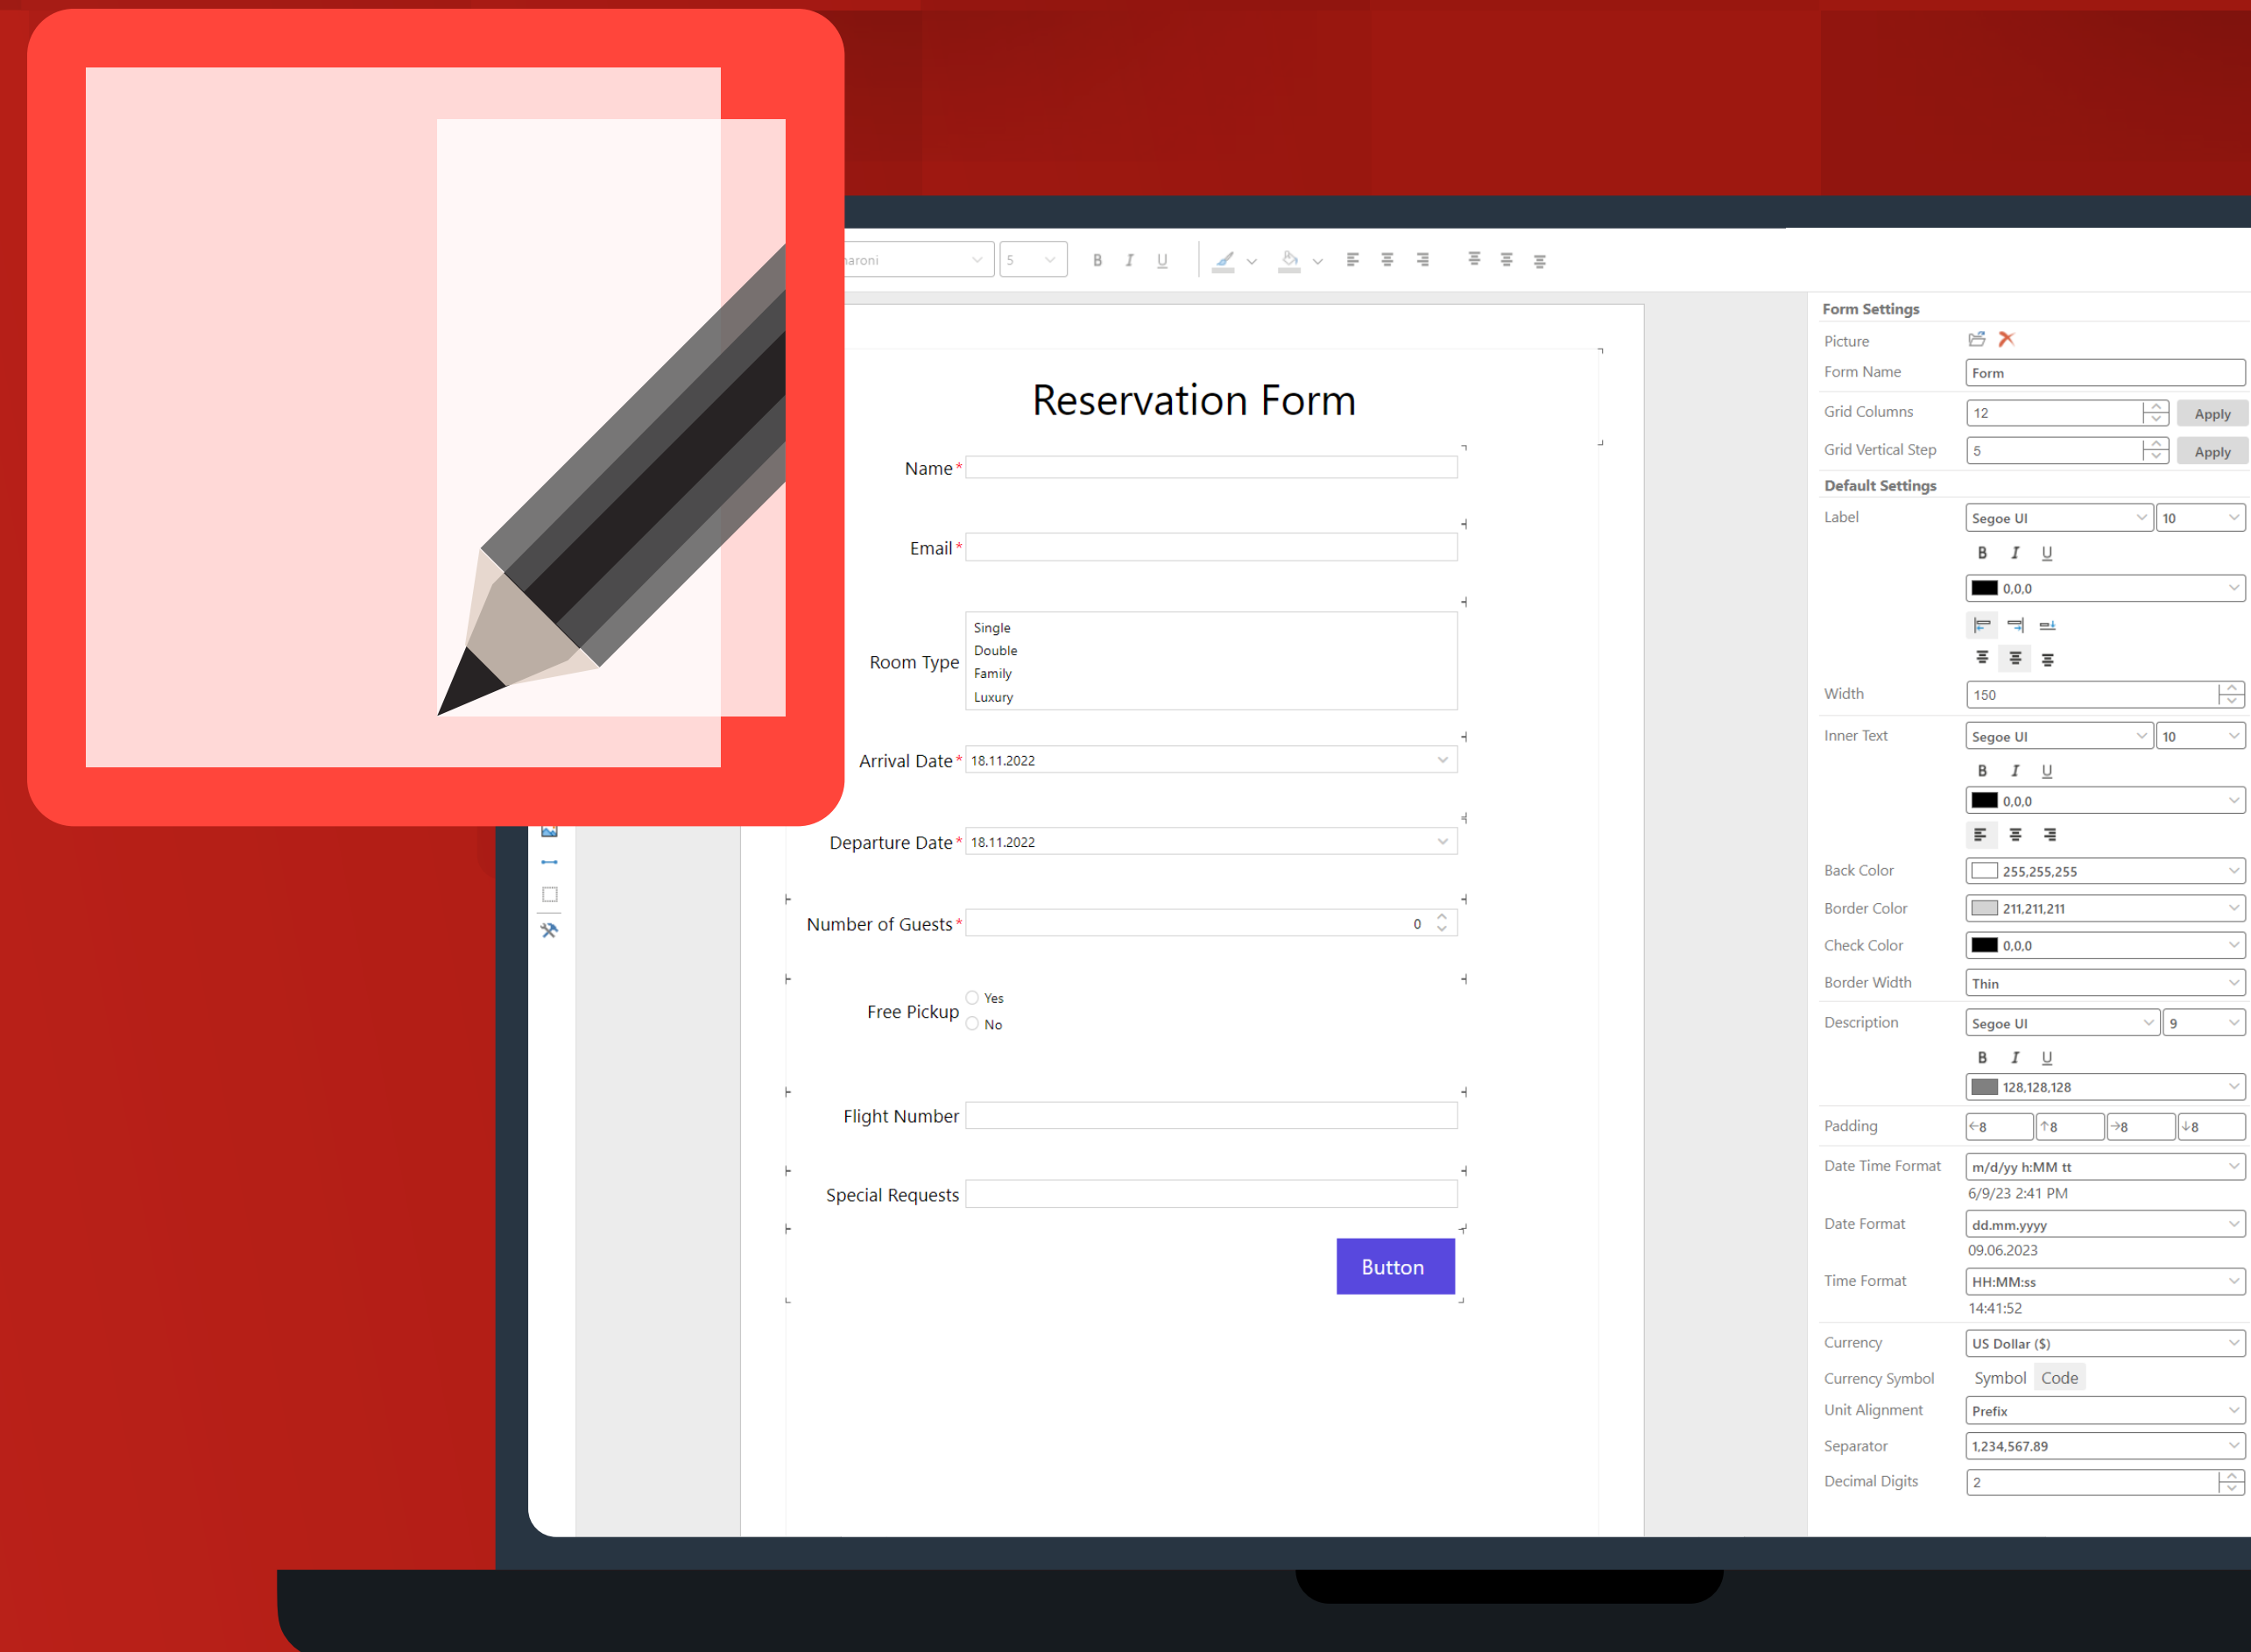 5 B I U
Reservation Form
Name*
Email*
Room Type
Single
Double
Family
Luxury
Arrival Date* 18.11.2022
Departure Date* 18.11.2022
Number of Guests* 0
Free Pickup
Yes
No
Flight Number
Special Requests
Button
Form Settings
Picture
Form Name Form
Grid Columns 12 Apply
Grid Vertical Step 5 Apply
Default Settings
Label Segoe UI 10
B I U
0,0,0
Width 150
Inner Text Segoe UI 10
B I U
0,0,0
Back Color 255,255,255
Border Color 211,211,211
Check Color 0,0,0
Border Width Thin
Description Segoe UI 9
B I U
128,128,128
Padding ←8 ↑8 →8 ↓8
Date Time Format m/d/yy h:MM tt
6/9/23 2:41 PM
Date Format dd.mm.yyyy
09.06.2023
Time Format HH:MM:ss
14:41:52
Currency US Dollar ($)
Currency Symbol Symbol Code
Unit Alignment Prefix
Separator 1,234,567.89
Decimal Digits 2